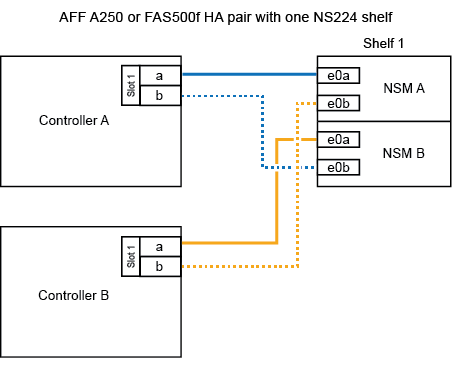 AFF A250 or FAS500f HA pair with one NS224 shelf
Shelf 1
Controller A
Slot 1
a
b
e0a
e0b
NSM A
e0a
e0b
NSM B
Controller B
Slot 1
a
b